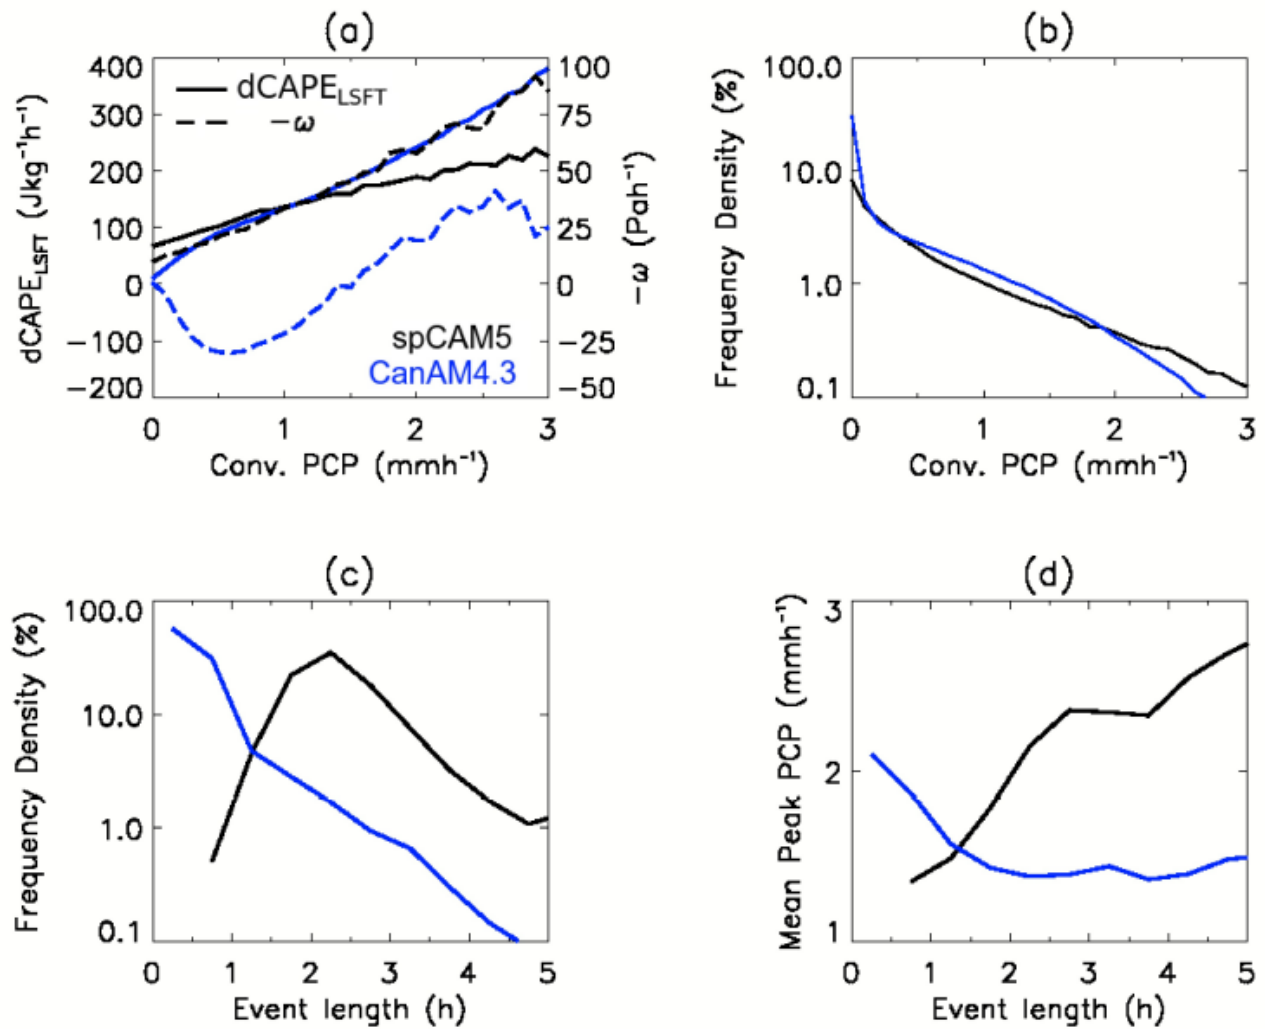 (a)
dCAPE_LSFT (Jkg⁻¹h⁻¹)
400
300
200
100
0
−100
−200
dCAPE_LSFT
−ω
spCAM5
CanAM4.3
100
75
50
25
0
−25
−50
−ω (Pah⁻¹)
0 1 2 3
Conv. PCP (mmh⁻¹)
(b)
Frequency Density (%)
100.0
10.0
1.0
0.1
0 1 2 3
Conv. PCP (mmh⁻¹)
(c)
Frequency Density (%)
100.0
10.0
1.0
0.1
0 1 2 3 4 5
Event length (h)
(d)
Mean Peak PCP (mmh⁻¹)
3
2
1
0 1 2 3 4 5
Event length (h)